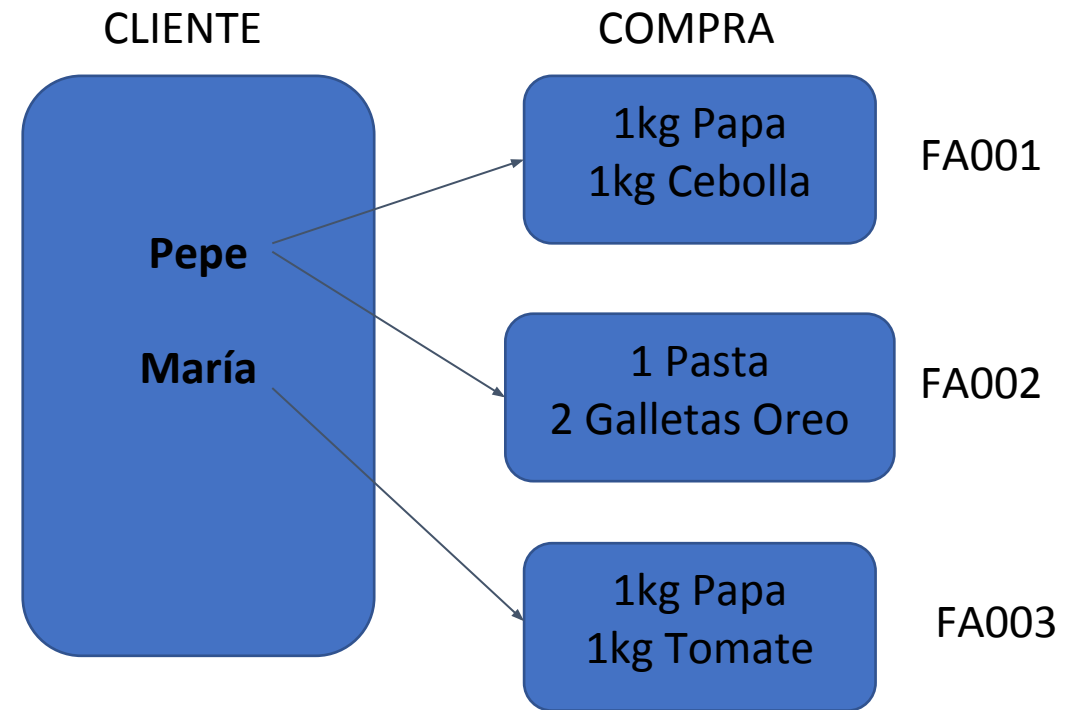 CLIENTE
COMPRA
Pepe
María
1kg Papa
1kg Cebolla
FA001
1 Pasta
2 Galletas Oreo
FA002
1kg Papa
1kg Tomate
FA003